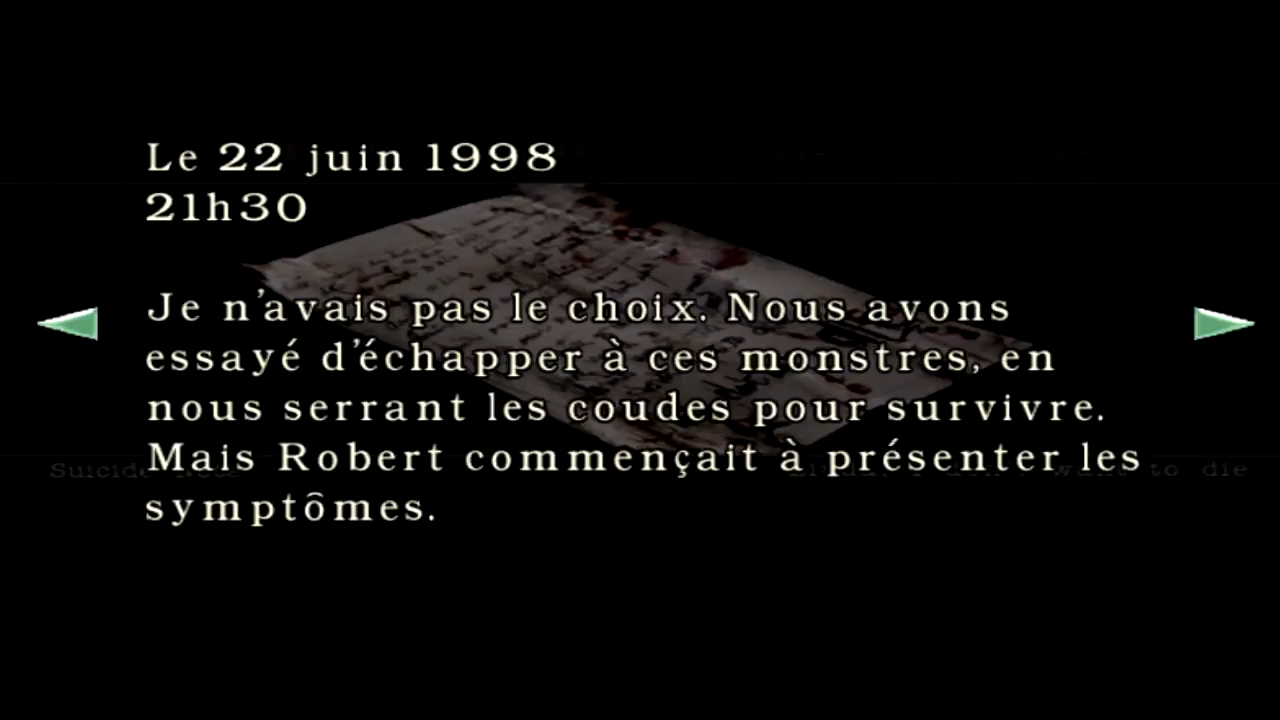 Le 22 juin 1998
21h30
Je n'avais pas le choix. Nous avons
essayé d'échapper à ces monstres, en
nous serrant les coudes pour survivre.
Mais Robert commençait à présenter les
symptômes.